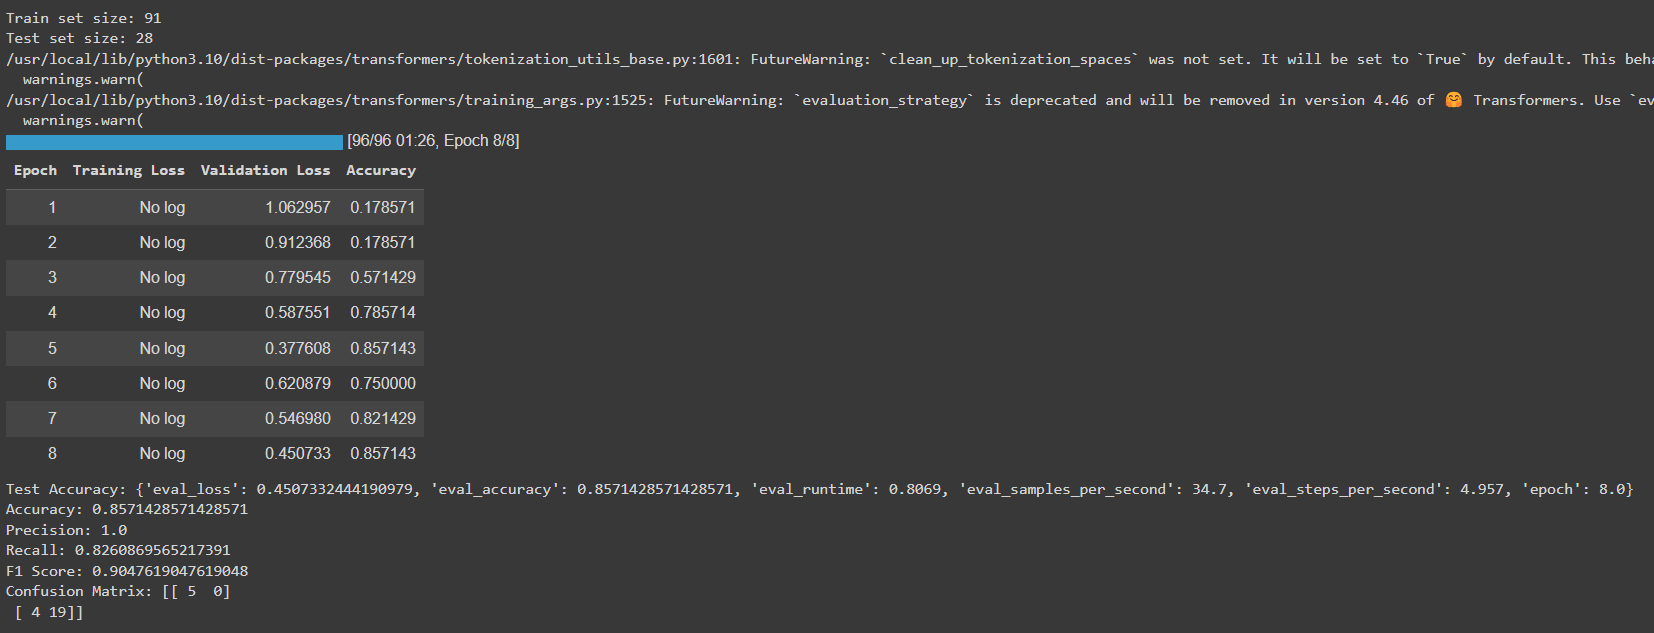 Train set size: 91
Test set size: 28
/usr/local/lib/python3.10/dist-packages/transformers/tokenization_utils_base.py:1601: FutureWarning: `clean_up_tokenization_spaces` was not set. It will be set to `True` by default. This beha
warnings.warn(
/usr/local/lib/python3.10/dist-packages/transformers/training_args.py:1525: FutureWarning: `evaluation_strategy` is deprecated and will be removed in version 4.46 of 🤗 Transformers. Use `ev
warnings.warn(
[96/96 01:26, Epoch 8/8]
Epoch Training Loss Validation Loss Accuracy
1 No log 1.062957 0.178571
2 No log 0.912368 0.178571
3 No log 0.779545 0.571429
4 No log 0.587551 0.785714
5 No log 0.377608 0.857143
6 No log 0.620879 0.750000
7 No log 0.546980 0.821429
8 No log 0.450733 0.857143
Test Accuracy: {'eval_loss': 0.4507332444190979, 'eval_accuracy': 0.8571428571428571, 'eval_runtime': 0.8069, 'eval_samples_per_second': 34.7, 'eval_steps_per_second': 4.957, 'epoch': 8.0}
Accuracy: 0.8571428571428571
Precision: 1.0
Recall: 0.8260869565217391
F1 Score: 0.9047619047619048
Confusion Matrix: [[ 5  0]
[ 4 19]]